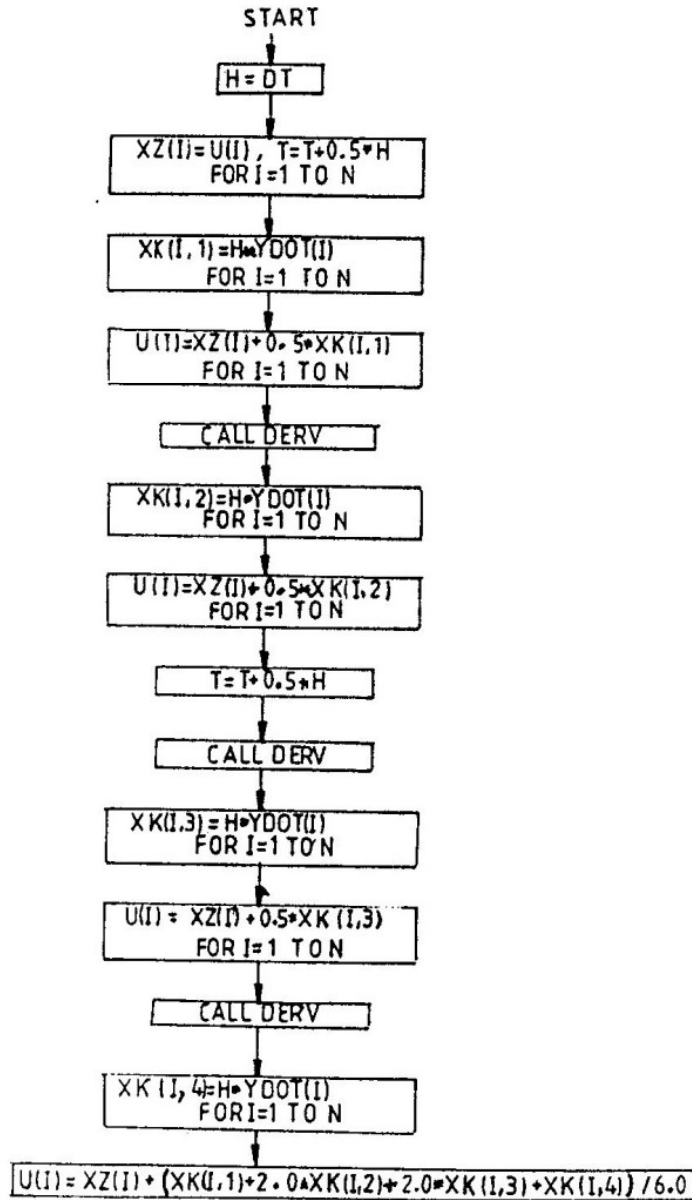 START
H=DT
XZ(I)=U(I), T=T+0.5*H
FOR I=1 TO N
XK(I,1)=H*YDOT(I)
FOR I=1 TO N
U(I)=XZ(I)+0.5*XK(I,1)
FOR I=1 TO N
CALL DERV
XK(I,2)=H*YDOT(I)
FOR I=1 TO N
U(I)=XZ(I)+0.5*XK(I,2)
FOR I=1 TO N
T=T+0.5*H
CALL DERV
XK(I,3)=H*YDOT(I)
FOR I=1 TO N
U(I) = XZ(I)+0.5*XK(I,3)
FOR I=1 TO N
CALL DERV
XK(I,4)=H*YDOT(I)
FOR I=1 TO N
U(I) = XZ(I) + (XK(I,1)+2.0*XK(I,2)+2.0*XK(I,3)+XK(I,4))/6.0